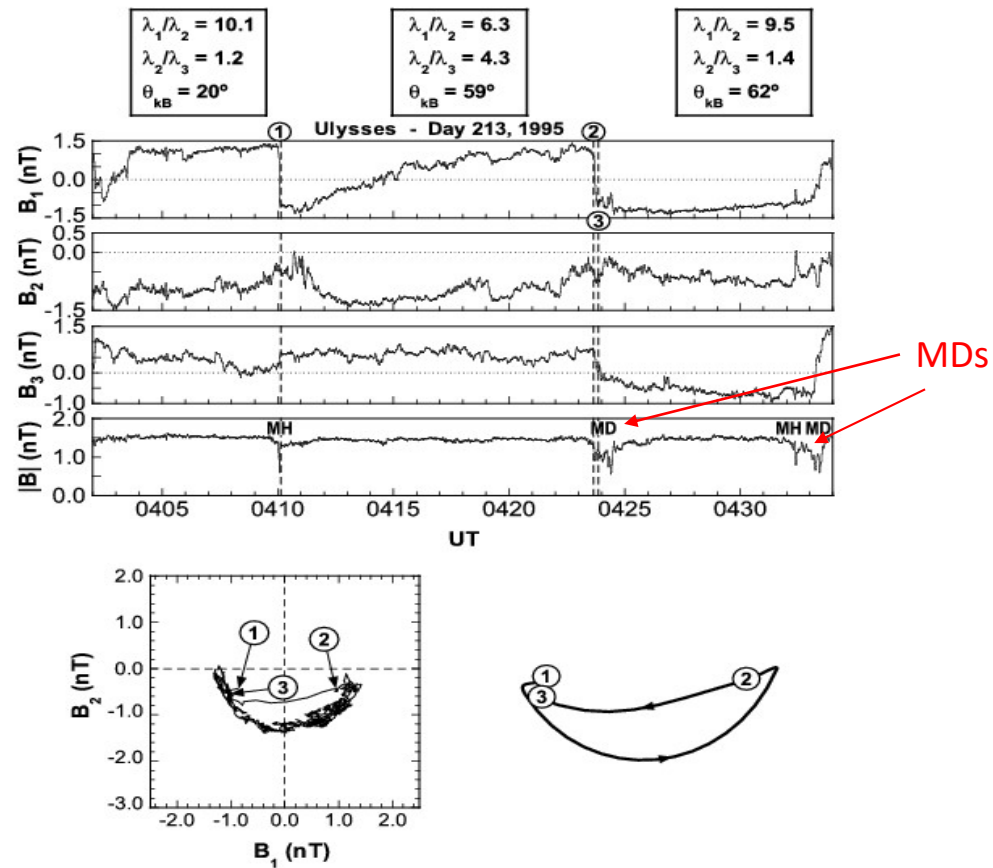 λ1/λ2 = 10.1
λ2/λ3 = 1.2
θkB = 20º
λ1/λ2 = 6.3
λ2/λ3 = 4.3
θkB = 59º
λ1/λ2 = 9.5
λ2/λ3 = 1.4
θkB = 62º
1 Ulysses - Day 213, 1995 2
B1 (nT)
1.5
0.0
-1.5
3
B2 (nT)
0.5
0.0
-1.5
B3 (nT)
1.5
0.0
-1.0
MDs
|B| (nT)
2.0
1.0
0.0
MH MD MH MD
0405 0410 0415 0420 0425 0430
UT
B2 (nT)
2.0
1.0
0.0
-1.0
-2.0
-3.0
1 2
3
-2.0 -1.0 0.0 1.0 2.0
B1 (nT)
1 2
3